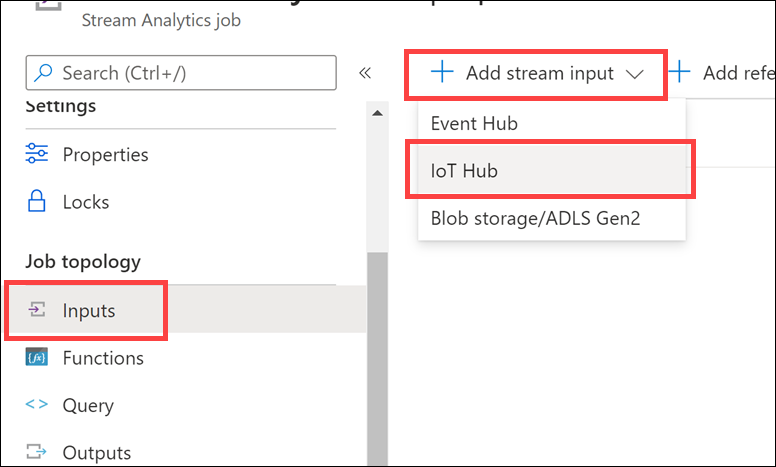 Stream Analytics job
Search (Ctrl+/)
«
Settings
Properties
Locks
Job topology
Inputs
Functions
Query
Outputs
Add stream input
Add refe
Event Hub
IoT Hub
Blob storage/ADLS Gen2